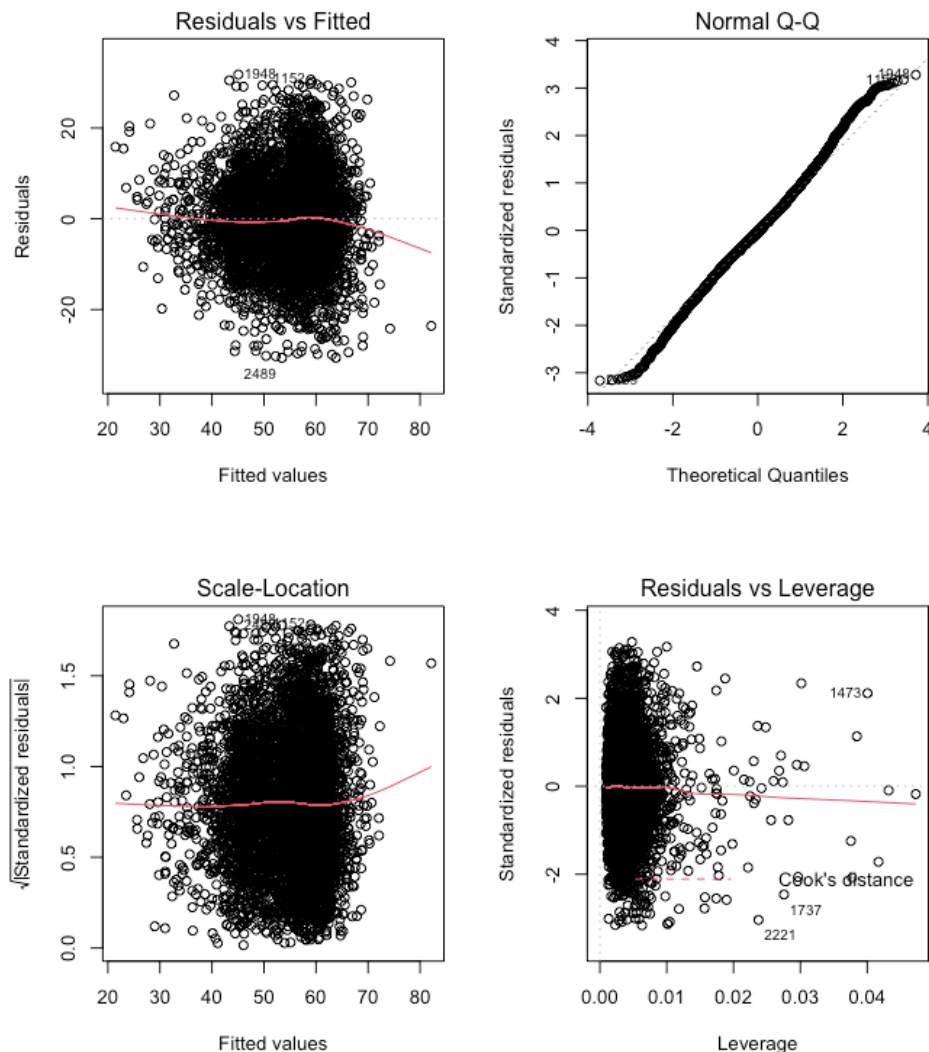 Residuals vs Fitted
Residuals
20
0
-20
1948
1152
2489
20 30 40 50 60 70 80
Fitted values
Normal Q-Q
Standardized residuals
4
3
2
1
0
-1
-2
-3
1948
-4 -2 0 2 4
Theoretical Quantiles
Scale-Location
√|Standardized residuals|
1.5
1.0
0.5
0.0
1948
1152
20 30 40 50 60 70 80
Fitted values
Residuals vs Leverage
Standardized residuals
4
2
0
-2
1473
Cook's distance
1737
2221
0.00 0.01 0.02 0.03 0.04
Leverage